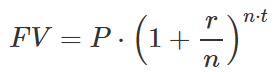 FV = P · (1 + r/n)^{n·t}